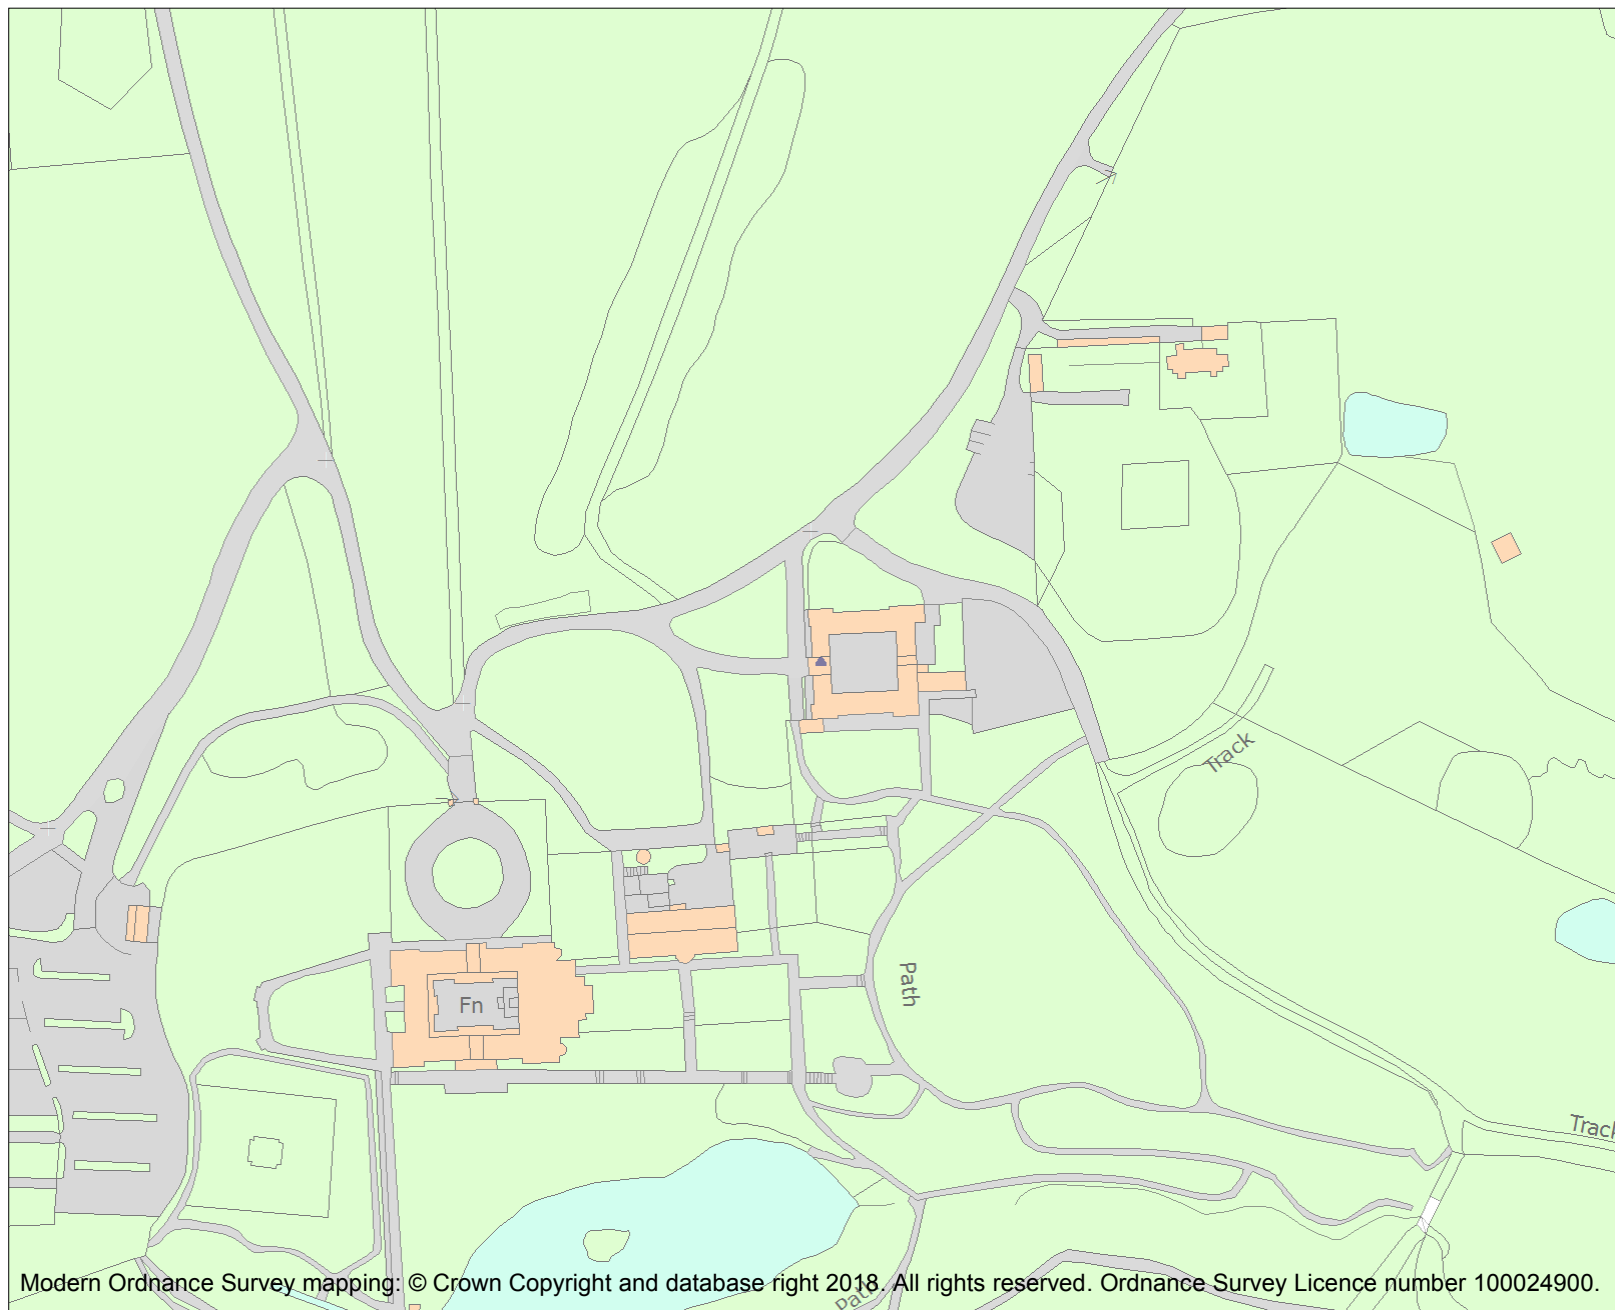 Track
Path
Fn
Track
Path
Modern Ordnance Survey mapping: © Crown Copyright and database right 2018. All rights reserved. Ordnance Survey Licence number 100024900.